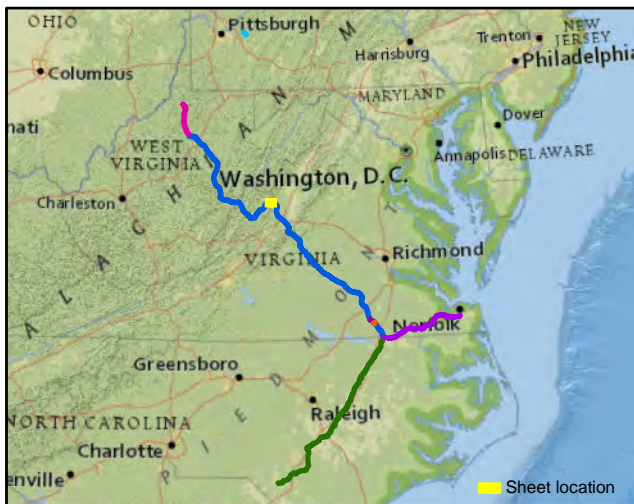 OHIO
Pittsburgh
Columbus
Harrisburg
Trenton
NEW
JERSEY
Philadelphia
nati
MARYLAND
Dover
WEST
VIRGINIA
Annapolis
DELAWARE
Washington, D.C.
Charleston
VIRGINIA
Richmond
Norfolk
Greensboro
Raleigh
NORTH CAROLINA
Charlotte
enville
A L A C H A N M
P I E D M O N T
Sheet location